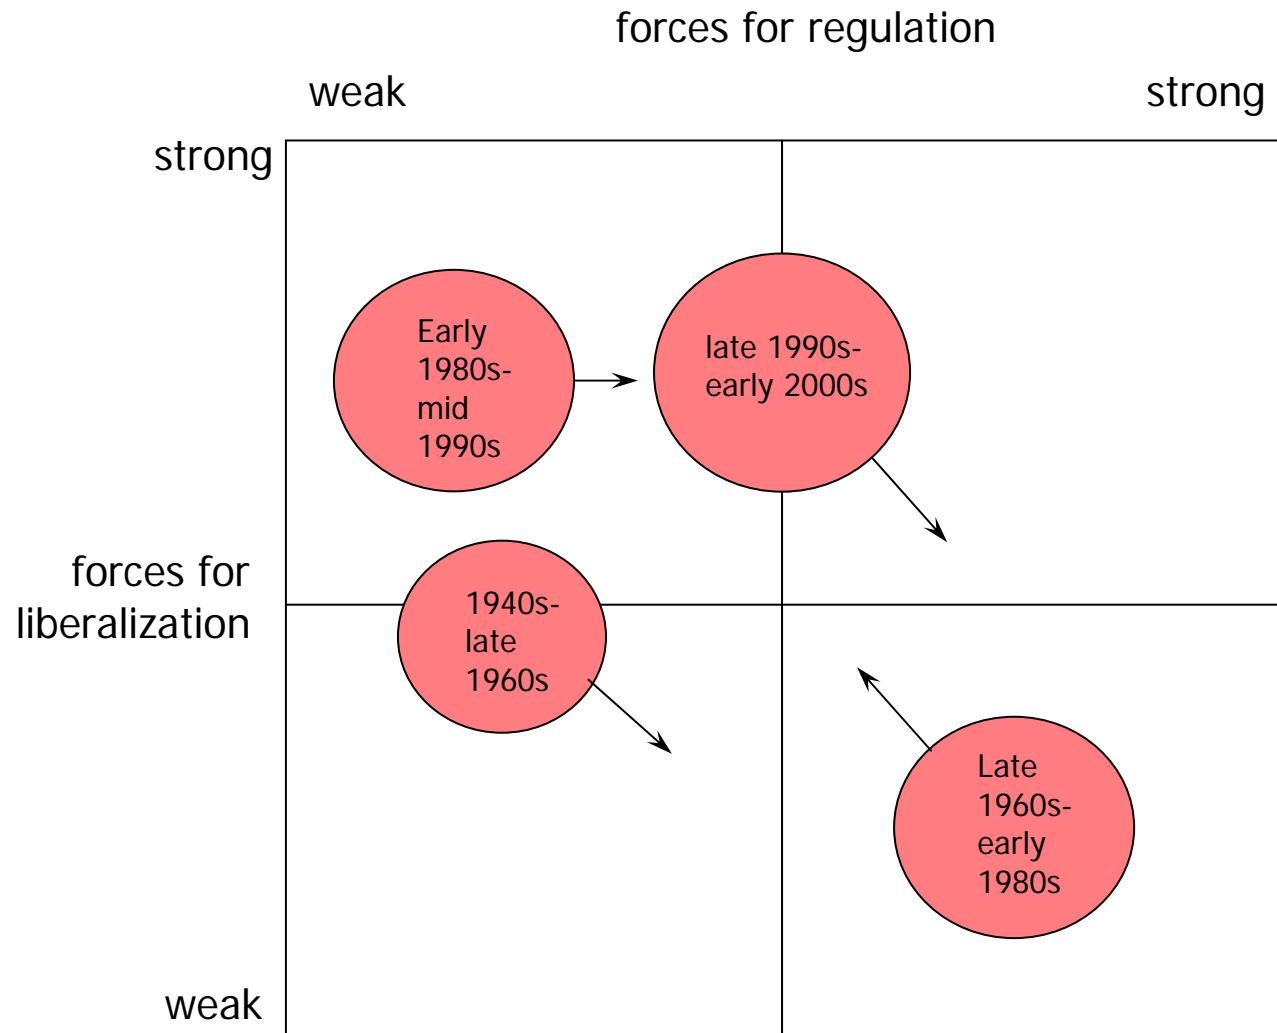 forces for regulation
weak
strong
strong
Early
1980s-
mid
1990s
late 1990s-
early 2000s
forces for
liberalization
1940s-
late
1960s
Late
1960s-
early
1980s
weak